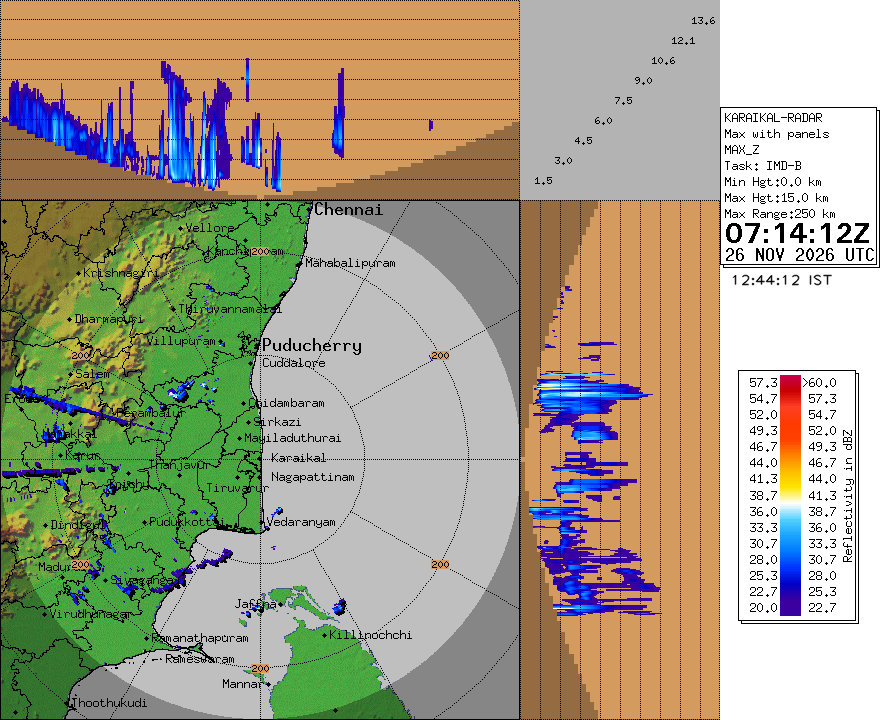 13.6
12.1
10.6
9.0
7.5
6.0
4.5
3.0
1.5
KARAIKAL-RADAR
Max with panels
MAX_Z
Task: IMD-B
Min Hgt:0.0 km
Max Hgt:15.0 km
Max Range:250 km
07:14:12Z
26 NOV 2026 UTC
12:44:12 IST
Chennai
Vellore
200
Mahabalipuram
Krishnagiri
Thiruvannamalai
Dharmapuri
Villupuram
Puducherry
200
200
Cuddalore
Salem
Chidambaram
Perambalur
Sirkazi
Mayiladuthurai
Karur
Karaikal
Thanjavur
Nagapattinam
Tiruvarur
Pudukkottai
Vedaranyam
200
200
Sivaganga
Jaffna
Virudhunagar
Killinochchi
Ramanathapuram
Rameswaram
200
Mannar
Thoothukudi
57.3 >60.0
54.7 57.3
52.0 54.7
49.3 52.0
46.7 49.3
44.0 46.7
41.3 44.0
38.7 41.3
36.0 38.7
33.3 36.0
30.7 33.3
28.0 30.7
25.3 28.0
22.7 25.3
20.0 22.7
Reflectivity in dBZ